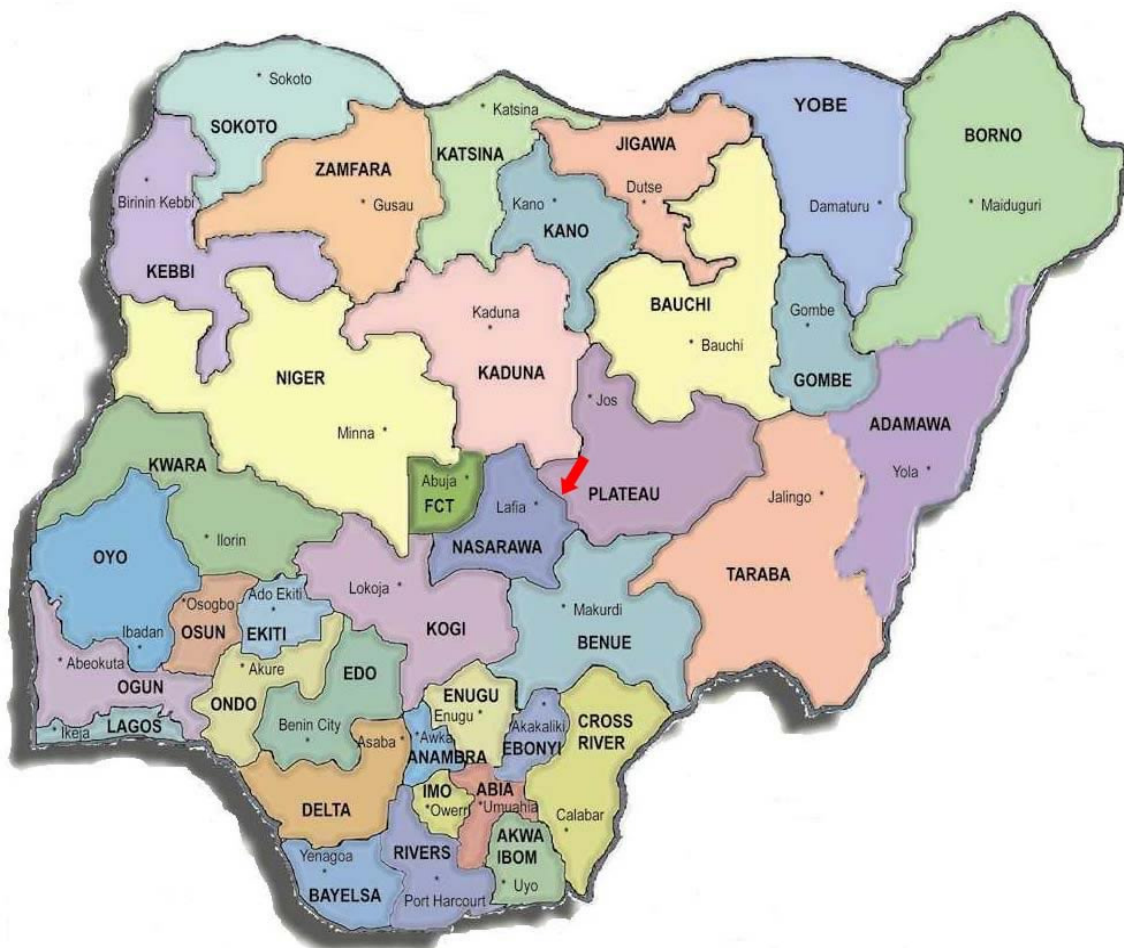 Sokoto
SOKOTO
Katsina
KATSINA
YOBE
BORNO
JIGAWA
ZAMFARA
Birinin Kebbi
Gusau
Kano
KANO
Dutse
Damaturu
Maiduguri
KEBBI
Kaduna
KADUNA
BAUCHI
Bauchi
Gombe
GOMBE
NIGER
Minna
Jos
ADAMAWA
Yola
KWARA
Abuja
FCT
Lafia
NASARAWA
PLATEAU
Jalingo
TARABA
Ilorin
OYO
Ibadan
Osogbo
OSUN
Ado Ekiti
EKITI
Lokoja
KOGI
Makurdi
BENUE
Abeokuta
OGUN
Akure
ONDO
EDO
Benin City
ENUGU
Enugu
Akakaliki
EBONYI
CROSS
RIVER
Calabar
Ikeja
LAGOS
Asaba
Awka
ANAMBRA
DELTA
IMO
Owerri
ABIA
Umuahia
AKWA
IBOM
Uyo
Yenagoa
BAYELSA
RIVERS
Port Harcourt